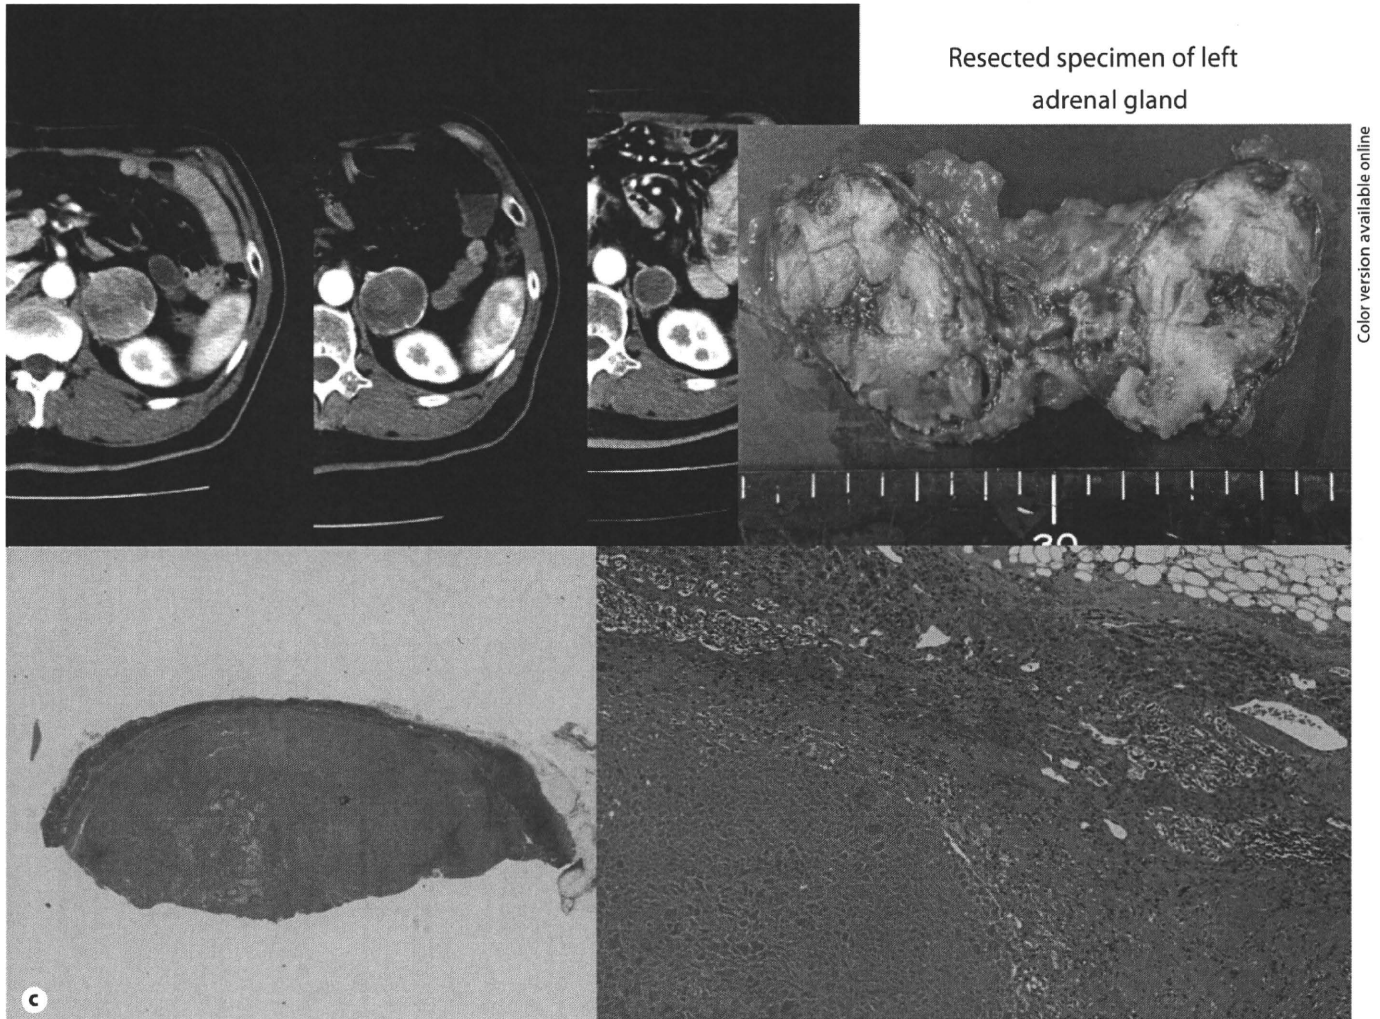 Resected specimen of left
adrenal gland
Color version available online
30
c